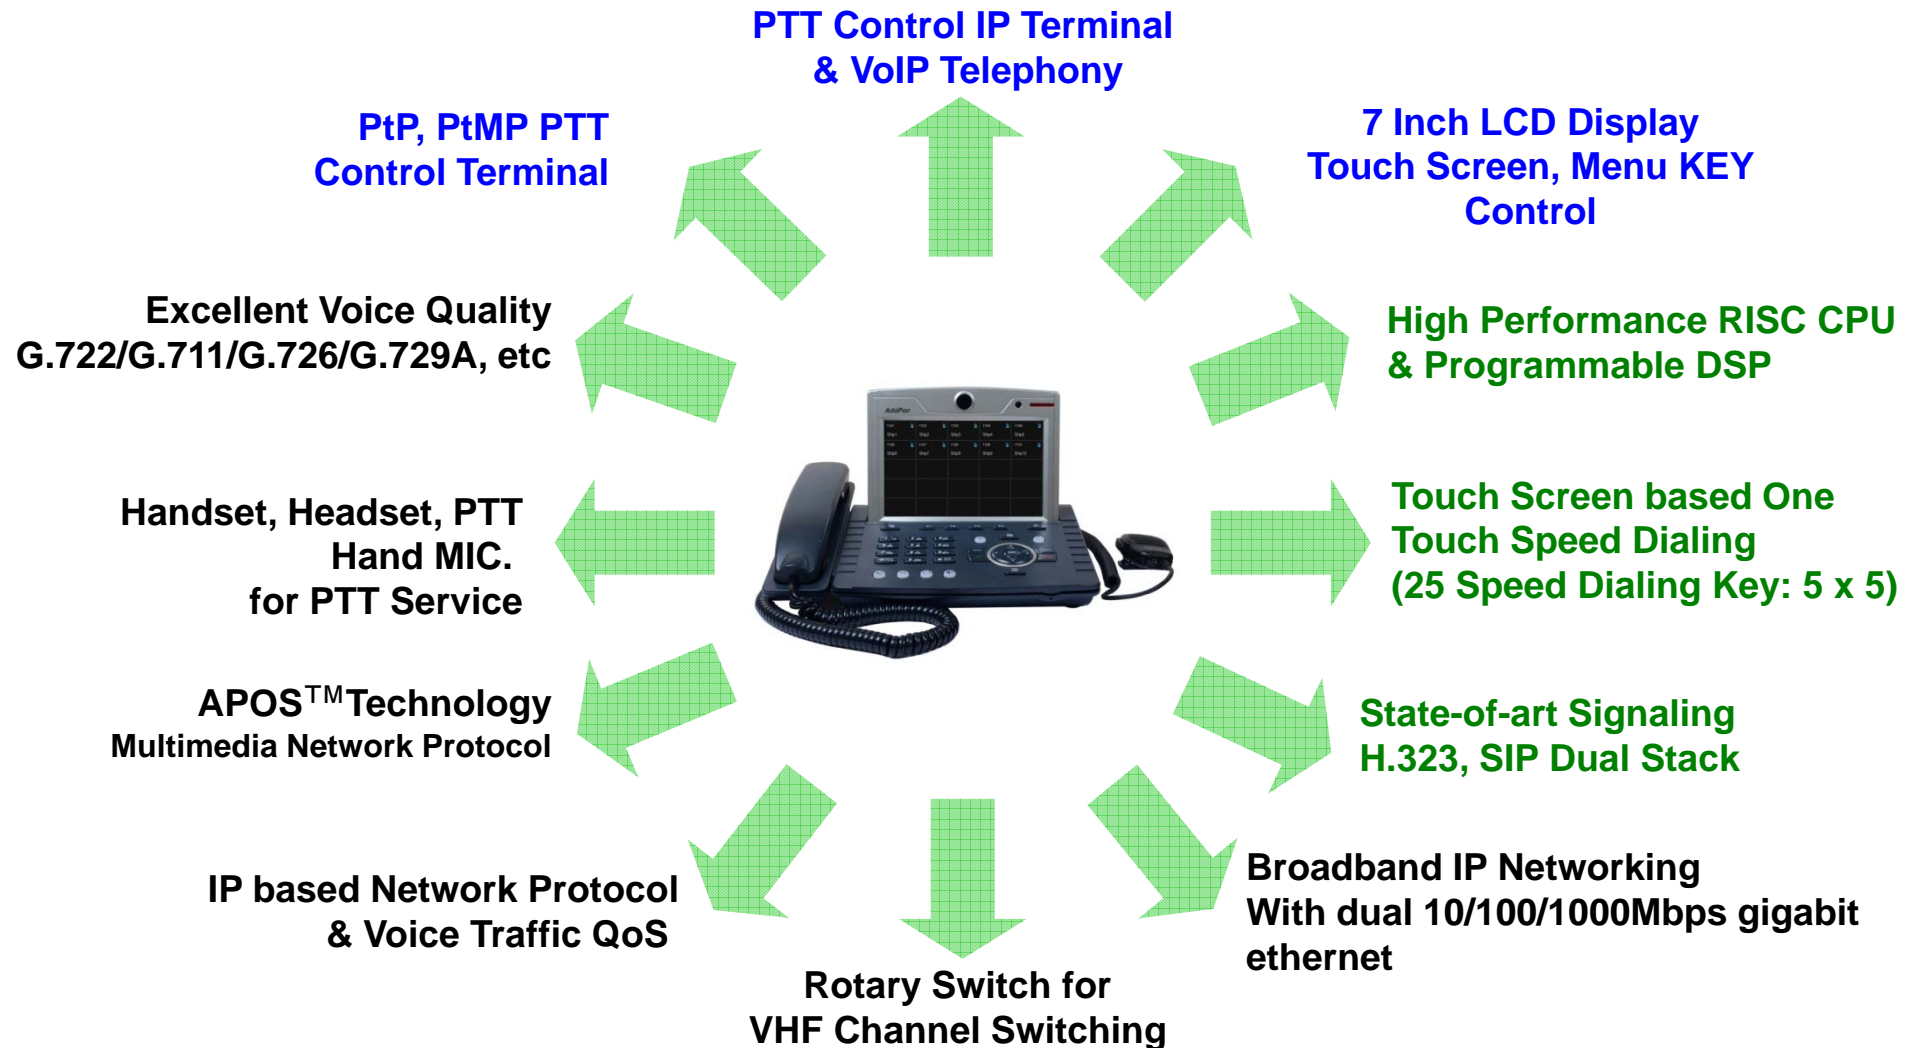 PTT Control IP Terminal
& VoIP Telephony
PtP, PtMP PTT
Control Terminal
7 Inch LCD Display
Touch Screen, Menu KEY
Control
Excellent Voice Quality
G.722/G.711/G.726/G.729A, etc
High Performance RISC CPU
& Programmable DSP
AddPac
Handset, Headset, PTT
Hand MIC.
for PTT Service
Touch Screen based One
Touch Speed Dialing
(25 Speed Dialing Key: 5 x 5)
APOS™Technology
Multimedia Network Protocol
State-of-art Signaling
H.323, SIP Dual Stack
IP based Network Protocol
& Voice Traffic QoS
Broadband IP Networking
With dual 10/100/1000Mbps gigabit
ethernet
Rotary Switch for
VHF Channel Switching